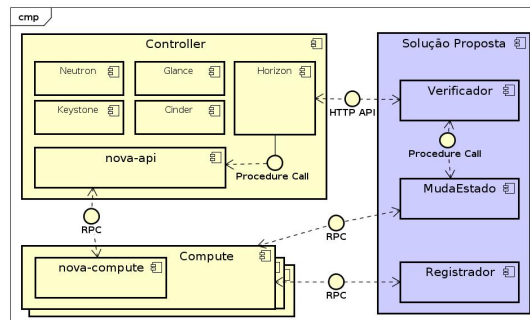 cmp
Controller
Solução Proposta
Neutron
Glance
Horizon
Keystone
Cinder
Verificador
HTTP API
nova-api
Procedure Call
Procedure Call
MudaEstado
RPC
RPC
Compute
nova-compute
Registrador
RPC